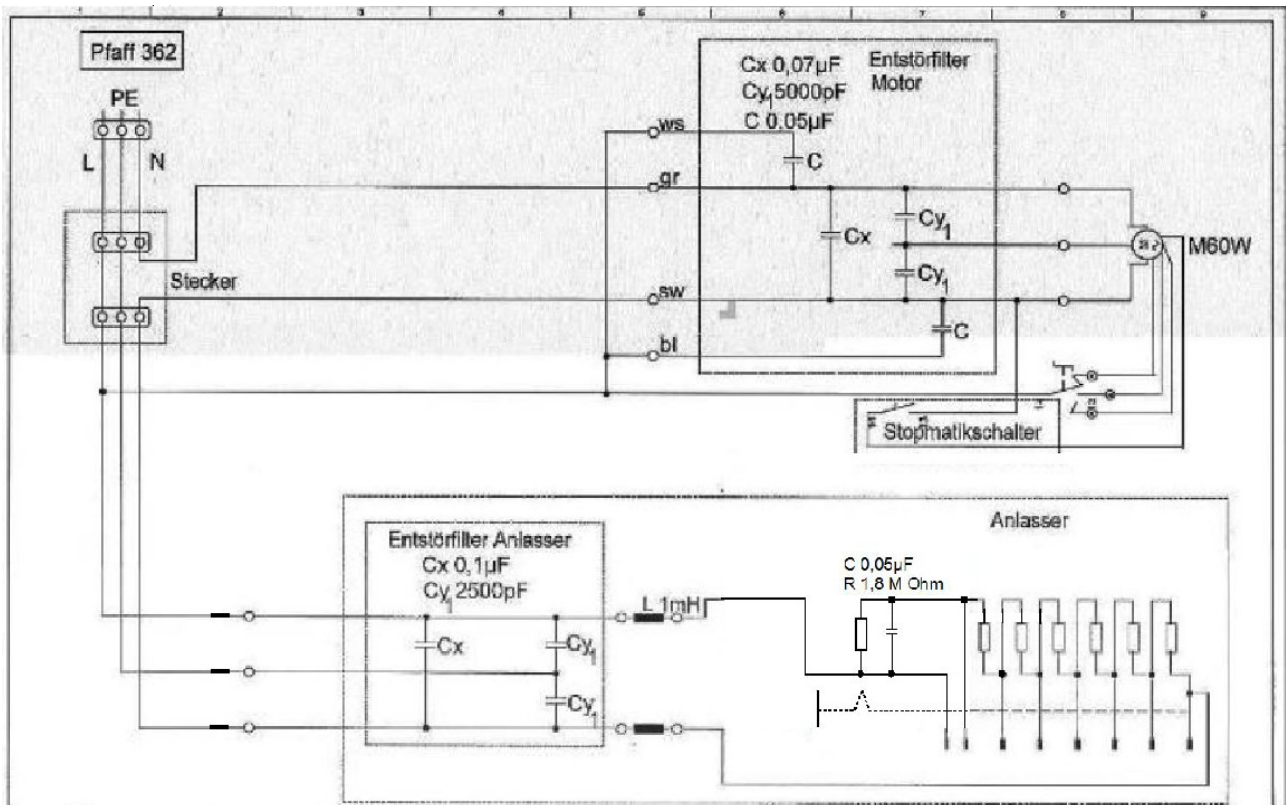 Pfaff 362
PE
L
N
Stecker
ws
gr
sw
bl
Cx 0,07µF
Cy1 5000pF
C 0,05µF
Entstörfilter
Motor
C
Cx
Cy1
Cy1
C
M60W
Stopmatikschalter
Anlasser
Entstörfilter Anlasser
Cx 0,1µF
Cy1 2500pF
L 1mH
Cx
Cy1
Cy1
C 0,05µF
R 1,8 M Ohm